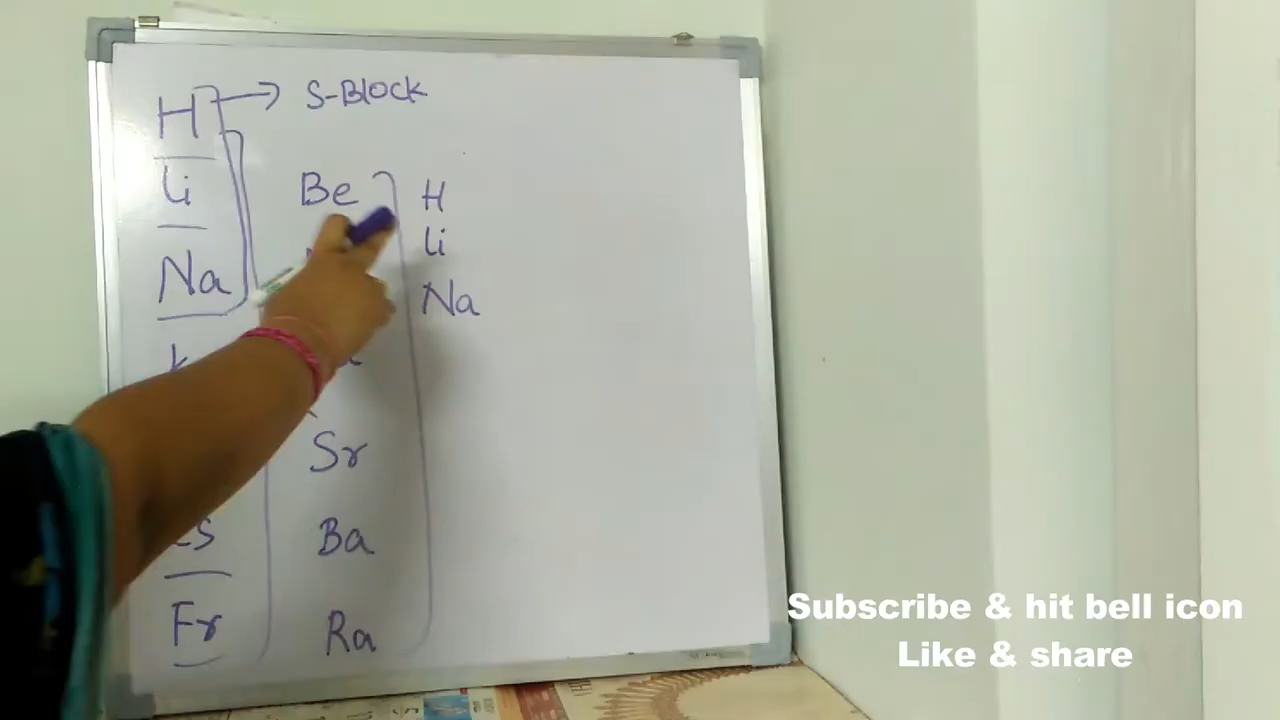 H → S-Block
Li
Na
Fr
Be
Sr
Ba
Ra
H
Li
Na
Subscribe & hit bell icon
Like & share